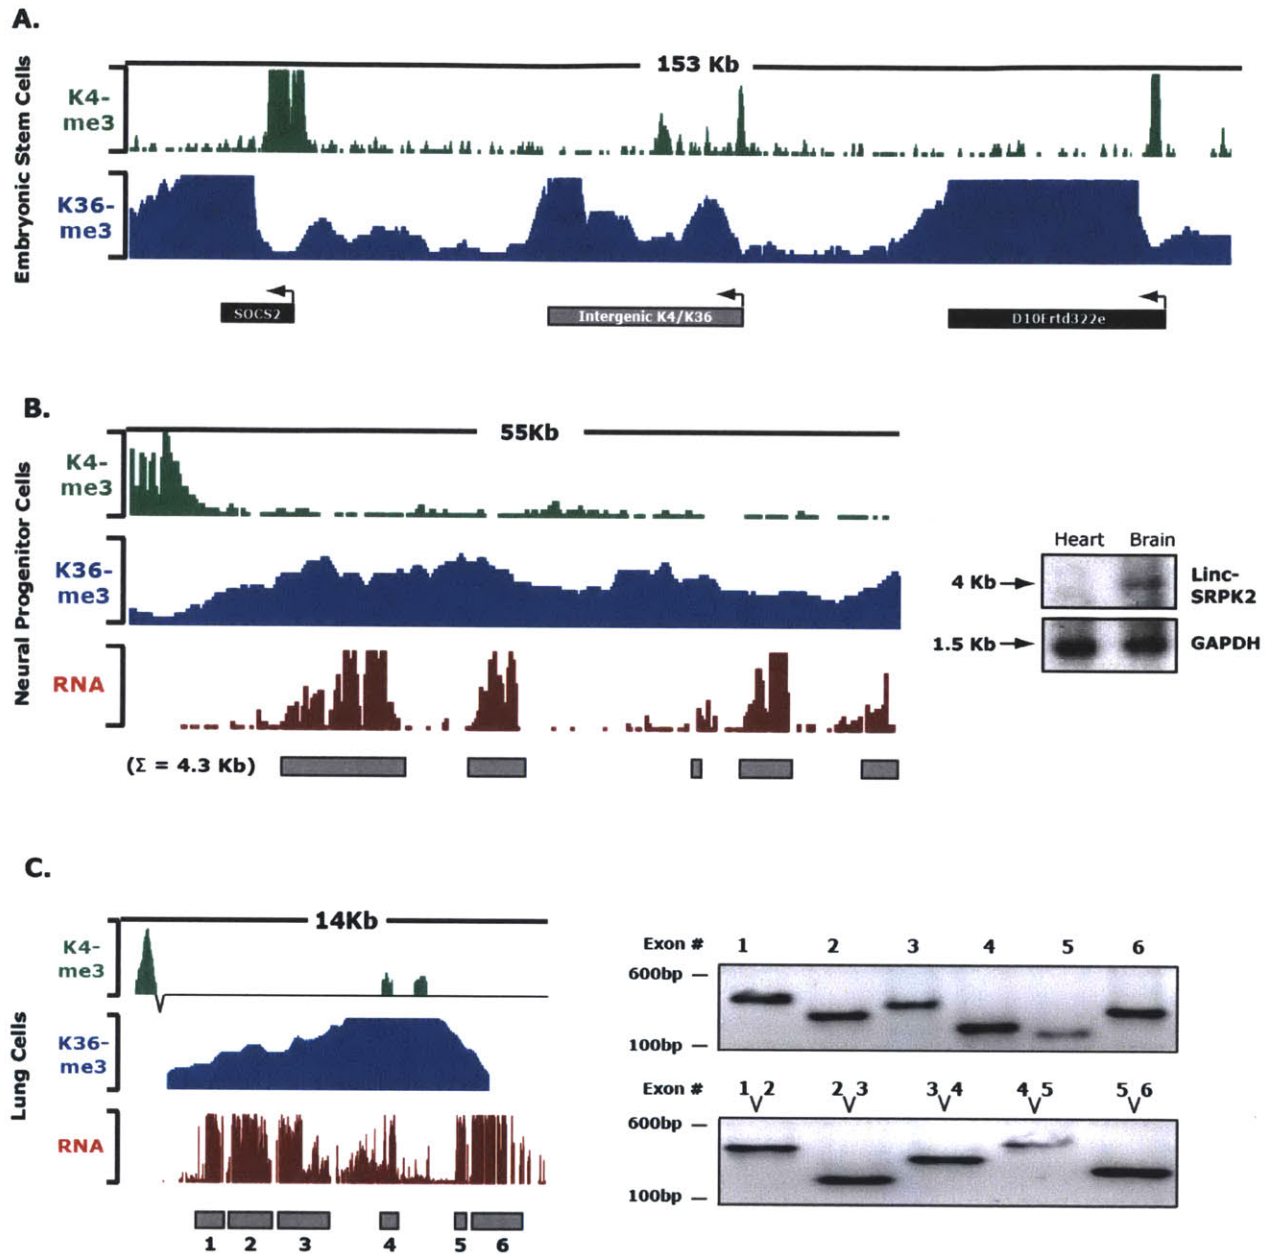 A.
153 Kb
Embryonic Stem Cells
K4-
me3
K36-
me3
SOCS2
Intergenic K4/K36
D10Ertd322e
B.
55Kb
Neural Progenitor Cells
K4-
me3
K36-
me3
RNA
(Σ = 4.3 Kb)
Heart Brain
4 Kb
Linc-
SRPK2
1.5 Kb
GAPDH
C.
14Kb
Lung Cells
K4-
me3
K36-
me3
RNA
1 2 3 4 5 6
Exon # 1 2 3 4 5 6
600bp
100bp
Exon # 1 2 2 3 3 4 4 5 5 6
600bp
100bp